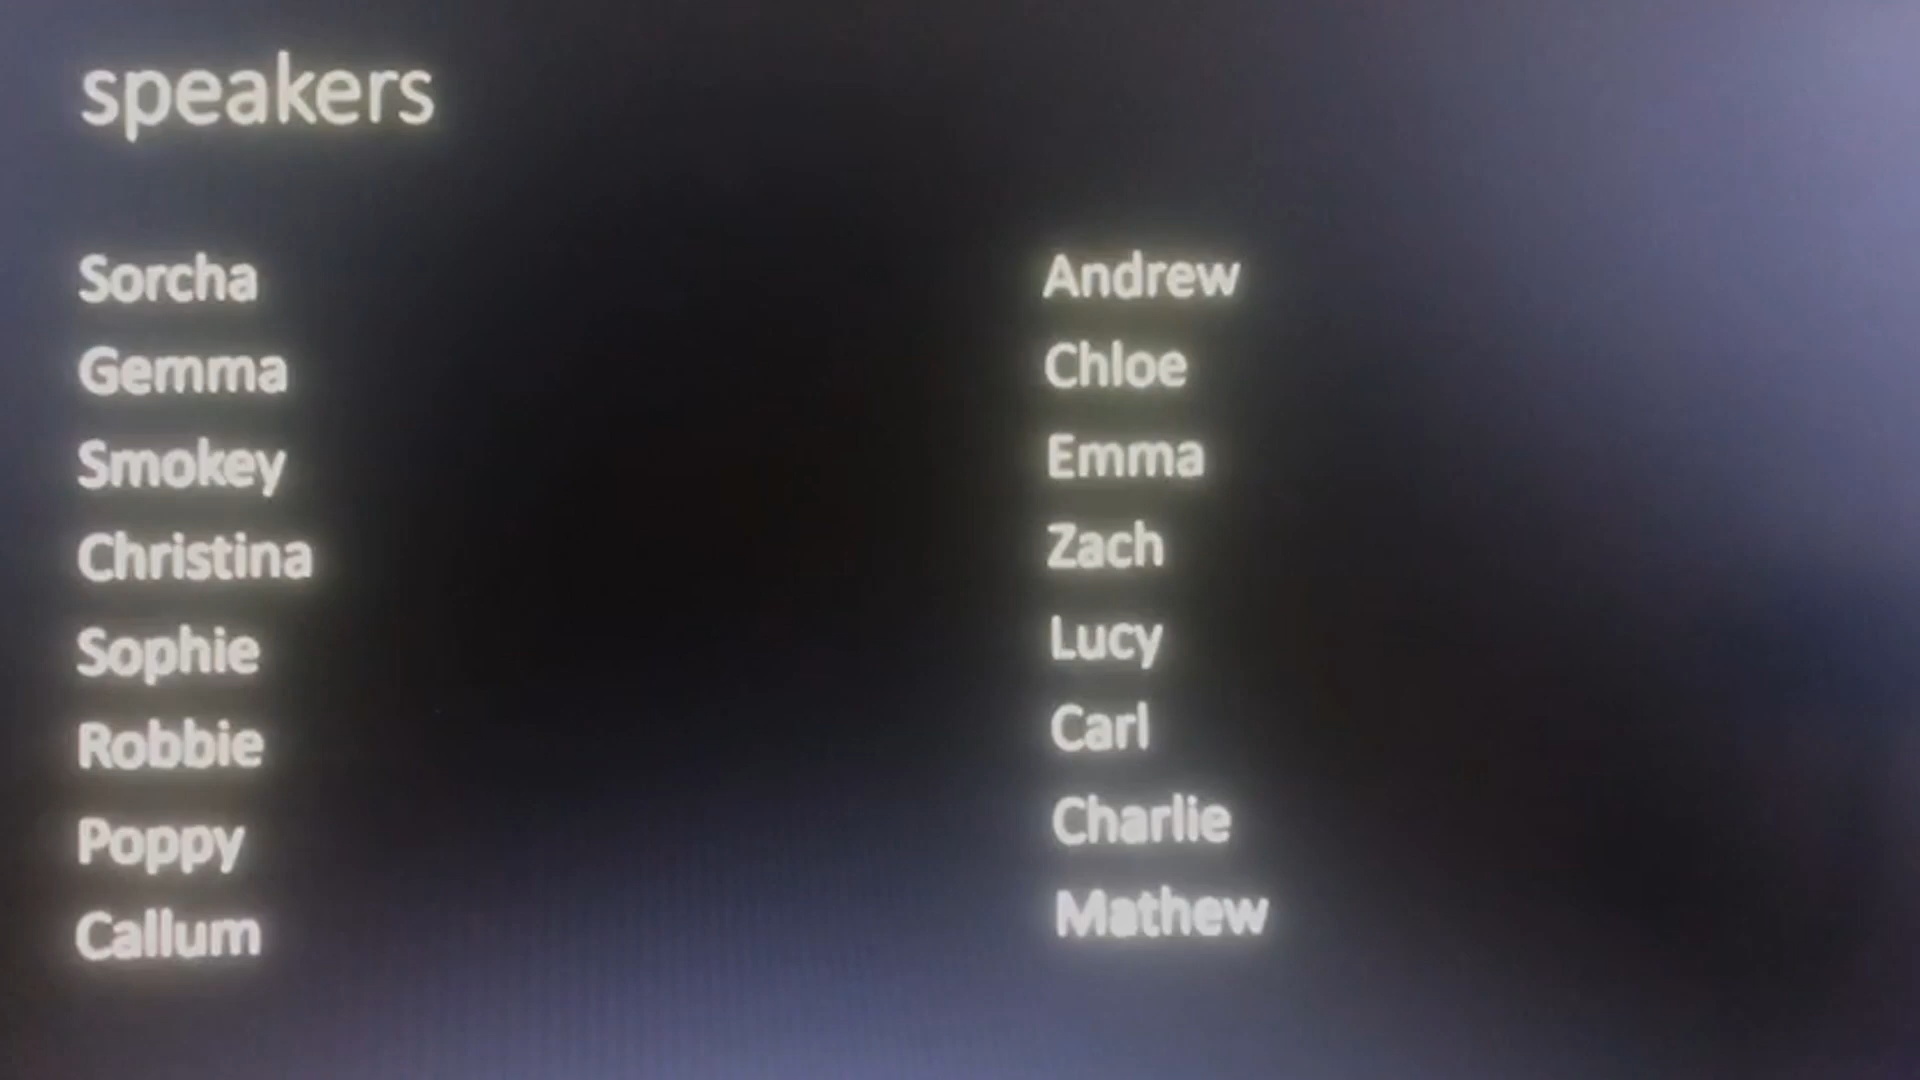 speakers
Sorcha
Gemma
Smokey
Christina
Sophie
Robbie
Poppy
Callum
Andrew
Chloe
Emma
Zach
Lucy
Carl
Charlie
Mathew